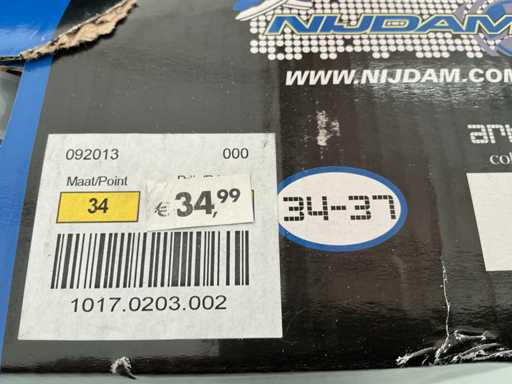 NIJDAM
WWW.NIJDAM.COM
092013 000
Maat/Point
34 €34,99
34-37
1017.0203.002